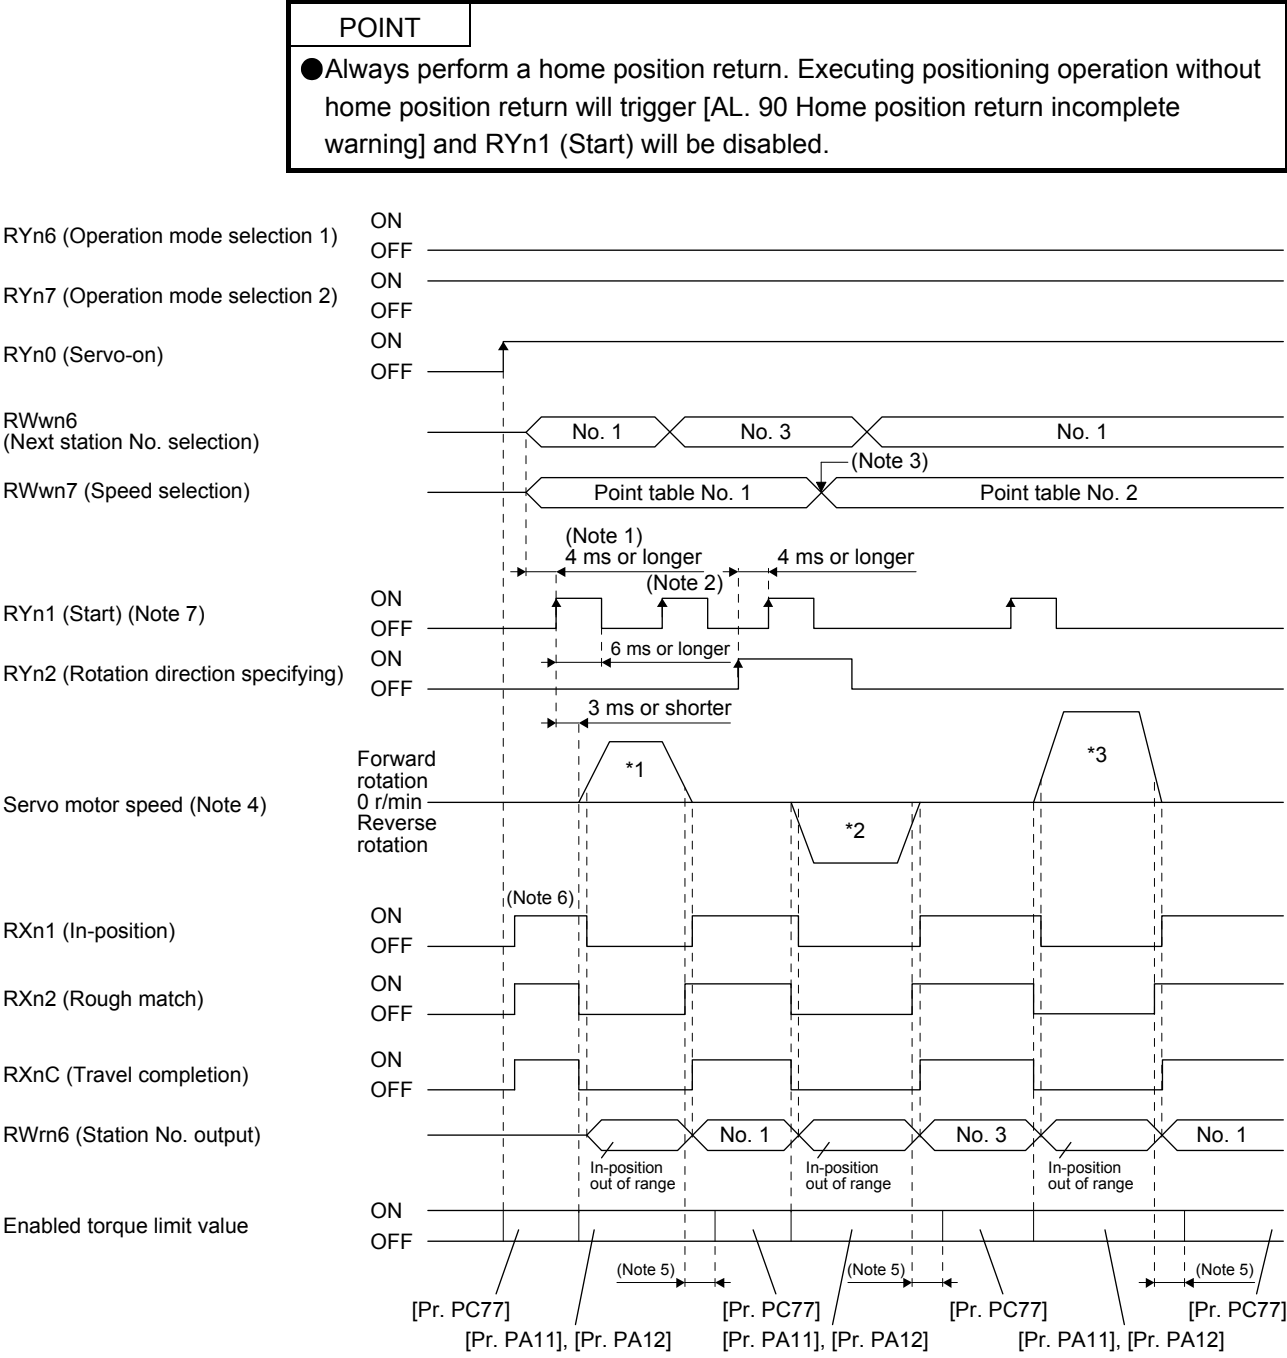 POINT
●Always perform a home position return. Executing positioning operation without
home position return will trigger [AL. 90 Home position return incomplete
warning] and RYn1 (Start) will be disabled.
RYn6 (Operation mode selection 1)
ON
OFF
RYn7 (Operation mode selection 2)
ON
OFF
RYn0 (Servo-on)
ON
OFF
RWwn6
(Next station No. selection)
No. 1
No. 3
No. 1
(Note 3)
RWwn7 (Speed selection)
Point table No. 1
Point table No. 2
(Note 1)
4 ms or longer
4 ms or longer
(Note 2)
RYn1 (Start) (Note 7)
ON
OFF
6 ms or longer
RYn2 (Rotation direction specifying)
ON
OFF
3 ms or shorter
Servo motor speed (Note 4)
Forward
rotation
0 r/min
Reverse
rotation
*1
*2
*3
(Note 6)
RXn1 (In-position)
ON
OFF
RXn2 (Rough match)
ON
OFF
RXnC (Travel completion)
ON
OFF
RWrn6 (Station No. output)
No. 1
No. 3
No. 1
In-position
out of range
In-position
out of range
In-position
out of range
Enabled torque limit value
ON
OFF
(Note 5)
(Note 5)
(Note 5)
[Pr. PC77]
[Pr. PC77]
[Pr. PC77]
[Pr. PC77]
[Pr. PA11], [Pr. PA12]
[Pr. PA11], [Pr. PA12]
[Pr. PA11], [Pr. PA12]